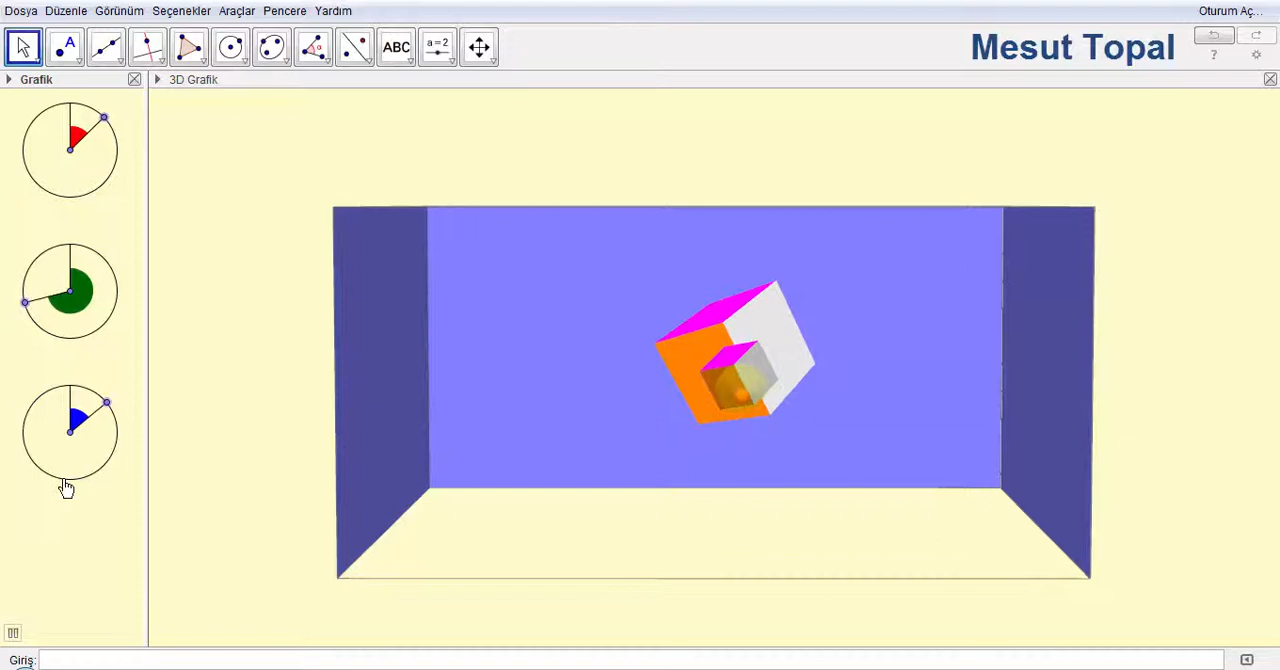 Dosya Düzenle Görünüm Seçenekler Araçlar Pencere Yardım Oturum Aç...
A ABC a=2 Mesut Topal ?
Grafik 3D Grafik
Giriş: